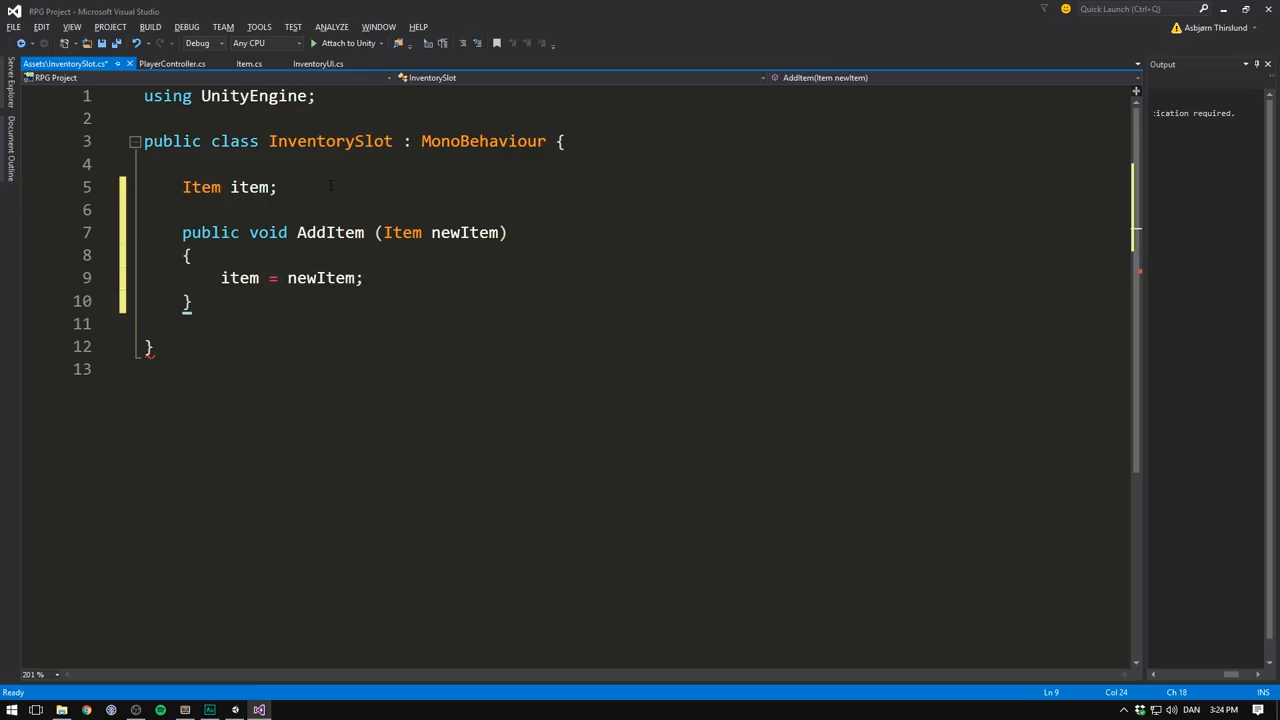 RPG Project - Microsoft Visual Studio
Quick Launch (Ctrl+Q)
FILE EDIT VIEW PROJECT BUILD DEBUG TEAM TOOLS TEST ANALYZE WINDOW HELP
Asbjørn Thirslund
Debug Any CPU Attach to Unity
Assets\InventorySlot.cs* PlayerController.cs Item.cs InventoryUI.cs
Output
RPG Project InventorySlot AddItem(Item newItem)
Server Explorer
Document Outline
ication required.
1 using UnityEngine;
2
3 public class InventorySlot : MonoBehaviour {
4
5 Item item;
6
7 public void AddItem (Item newItem)
8 {
9 item = newItem;
10 }
11
12 }
13
201 %
Ready Ln 9 Col 24 Ch 18 INS
DAN 3:24 PM